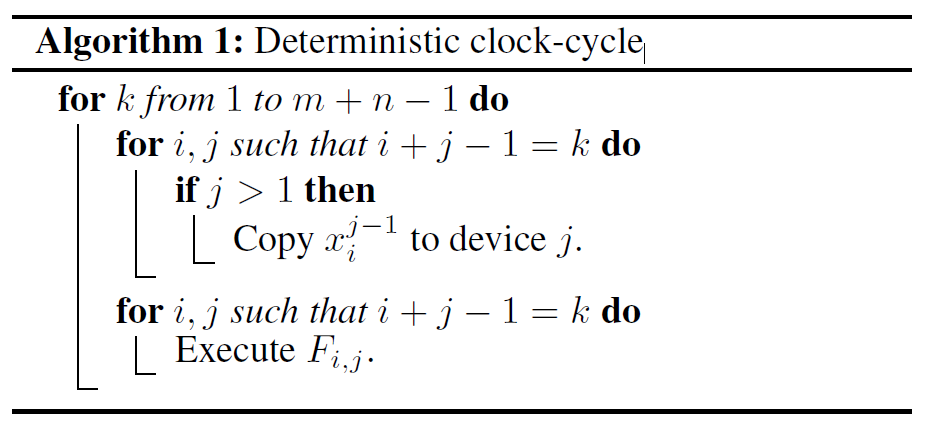 Algorithm 1: Deterministic clock-cycle
for k from 1 to m + n − 1 do
for i, j such that i + j − 1 = k do
if j > 1 then
Copy x_i^{j−1} to device j.
for i, j such that i + j − 1 = k do
Execute F_{i,j}.